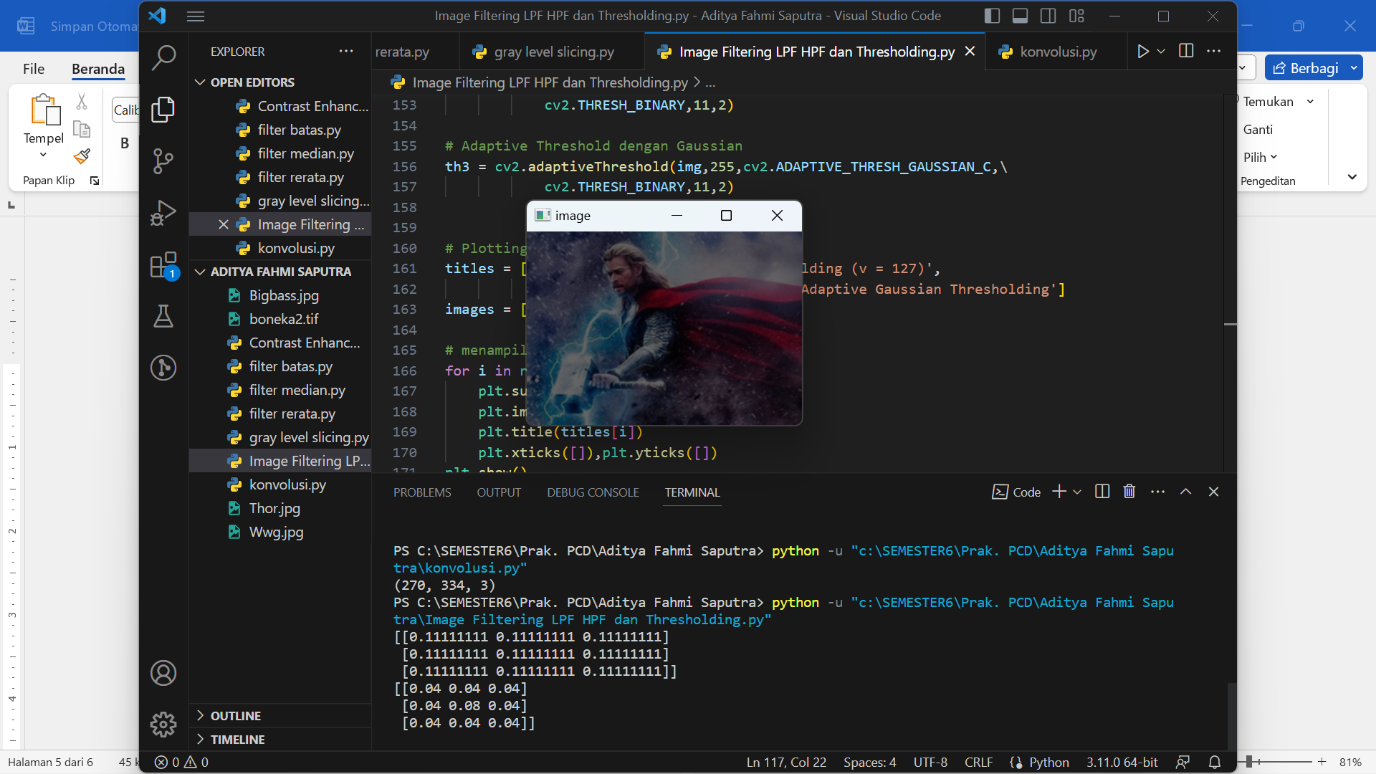 Image Filtering LPF HPF dan Thresholding.py - Aditya Fahmi Saputra - Visual Studio Code
Simpan Otoma
File
Beranda
Berbagi
Calib
Tempel
B
Papan Klip
Temukan
Ganti
Pilih
Pengeditan
EXPLORER
OPEN EDITORS
Contrast Enhanc...
filter batas.py
filter median.py
filter rerata.py
gray level slicing....
Image Filtering ...
konvolusi.py
ADITYA FAHMI SAPUTRA
Bigbass.jpg
boneka2.tif
Contrast Enhanc...
filter batas.py
filter median.py
filter rerata.py
gray level slicing.py
Image Filtering LP...
konvolusi.py
Thor.jpg
Wwg.jpg
OUTLINE
TIMELINE
1
rerata.py
gray level slicing.py
Image Filtering LPF HPF dan Thresholding.py
konvolusi.py
Image Filtering LPF HPF dan Thresholding.py > ...
153 cv2.THRESH_BINARY,11,2)
154
155 # Adaptive Threshold dengan Gaussian
156 th3 = cv2.adaptiveThreshold(img,255,cv2.ADAPTIVE_THRESH_GAUSSIAN_C,\
157 cv2.THRESH_BINARY,11,2)
158
159
160 # Plotting
161 titles = [ lding (v = 127)',
162 Adaptive Gaussian Thresholding']
163 images = [
164
165 # menampil
166 for i in r
167 plt.su
168 plt.im
169 plt.title(titles[i])
170 plt.xticks([]),plt.yticks([])
171 plt.show()
image
PROBLEMS
OUTPUT
DEBUG CONSOLE
TERMINAL
Code
PS C:\SEMESTER6\Prak. PCD\Aditya Fahmi Saputra> python -u "c:\SEMESTER6\Prak. PCD\Aditya Fahmi Sapu
tra\konvolusi.py"
(270, 334, 3)
PS C:\SEMESTER6\Prak. PCD\Aditya Fahmi Saputra> python -u "c:\SEMESTER6\Prak. PCD\Aditya Fahmi Sapu
tra\Image Filtering LPF HPF dan Thresholding.py"
[[0.11111111 0.11111111 0.11111111]
[0.11111111 0.11111111 0.11111111]
[0.11111111 0.11111111 0.11111111]]
[[0.04 0.04 0.04]
[0.04 0.08 0.04]
[0.04 0.04 0.04]]
1
2
3
4
Halaman 5 dari 6
45 k
0
0
Ln 117, Col 22
Spaces: 4
UTF-8
CRLF
Python
3.11.0 64-bit
81%